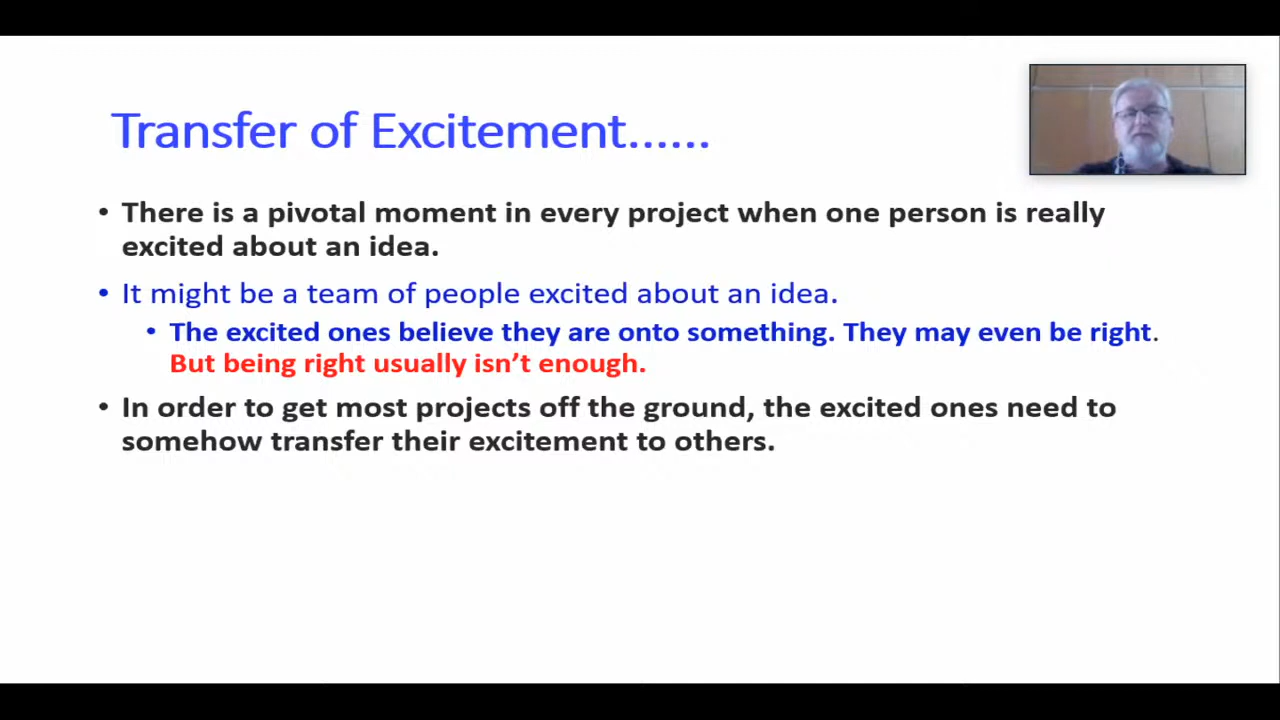 Transfer of Excitement......
• There is a pivotal moment in every project when one person is really
excited about an idea.
• It might be a team of people excited about an idea.
• The excited ones believe they are onto something. They may even be right.
But being right usually isn’t enough.
• In order to get most projects off the ground, the excited ones need to
somehow transfer their excitement to others.